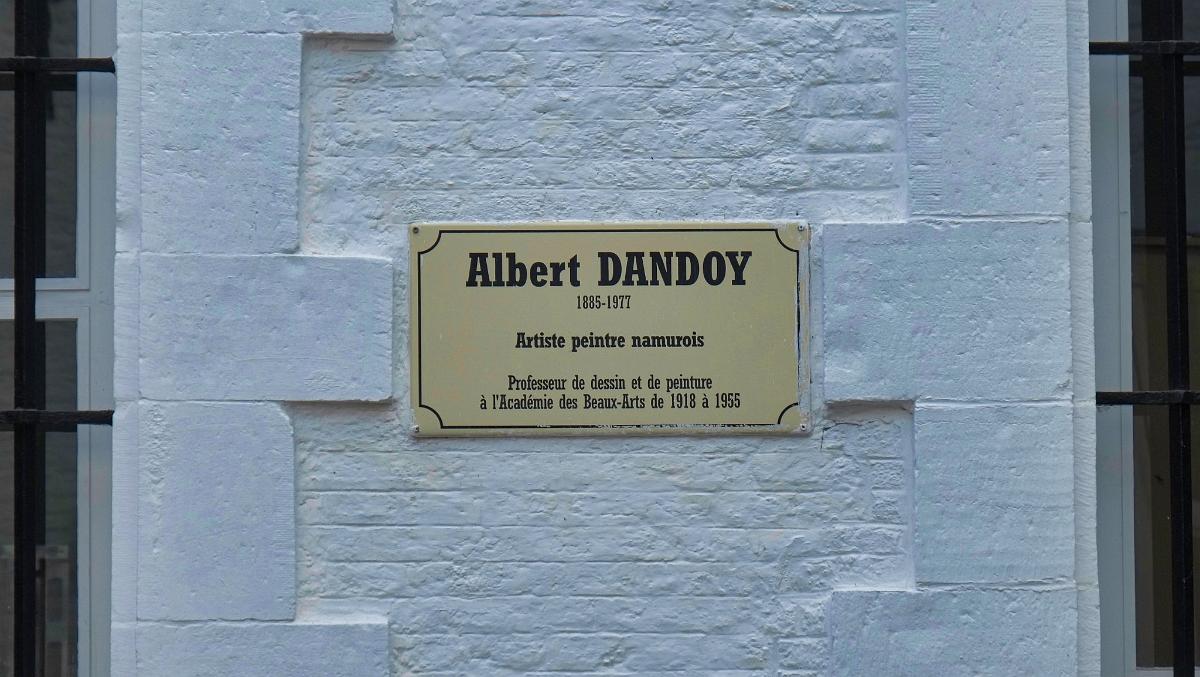 Albert DANDOY
1885-1977
Artiste peintre namurois
Professeur de dessin et de peinture
à l'Académie des Beaux-Arts de 1918 à 1955